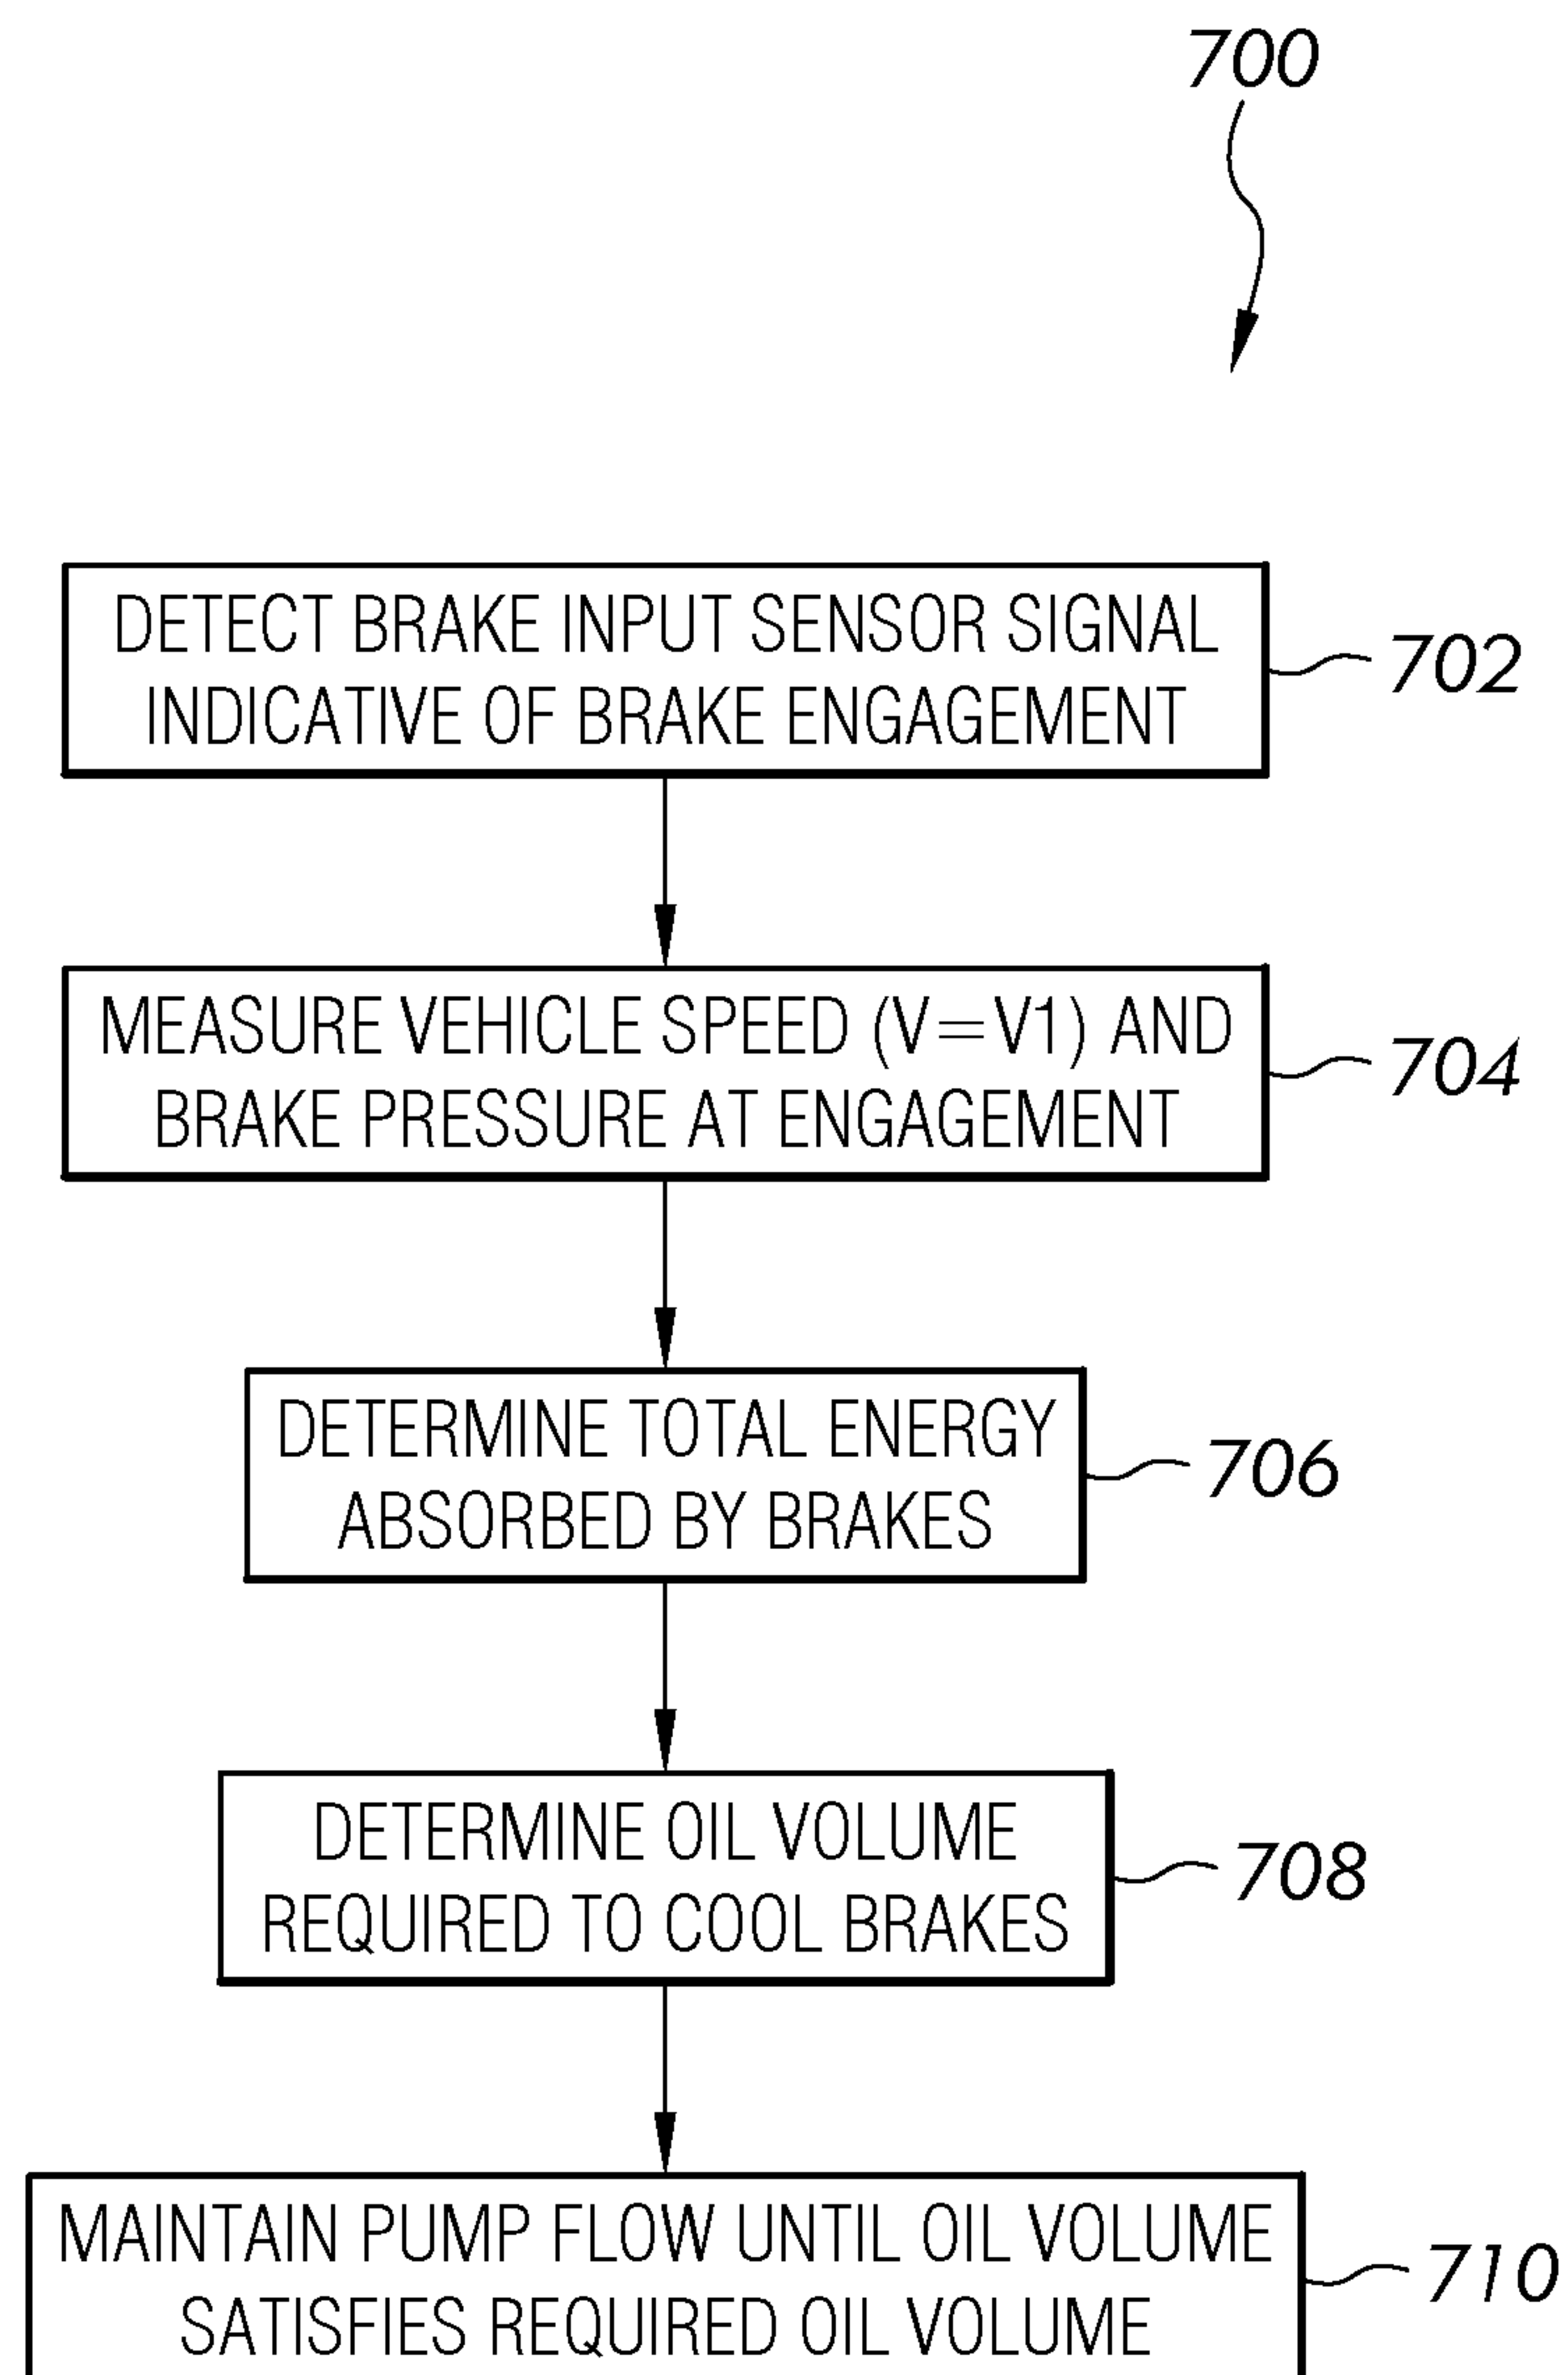 700
DETECT BRAKE INPUT SENSOR SIGNAL
INDICATIVE OF BRAKE ENGAGEMENT
702
MEASURE VEHICLE SPEED (V=V1) AND
BRAKE PRESSURE AT ENGAGEMENT
704
DETERMINE TOTAL ENERGY
ABSORBED BY BRAKES
706
DETERMINE OIL VOLUME
REQUIRED TO COOL BRAKES
708
MAINTAIN PUMP FLOW UNTIL OIL VOLUME
SATISFIES REQUIRED OIL VOLUME
710